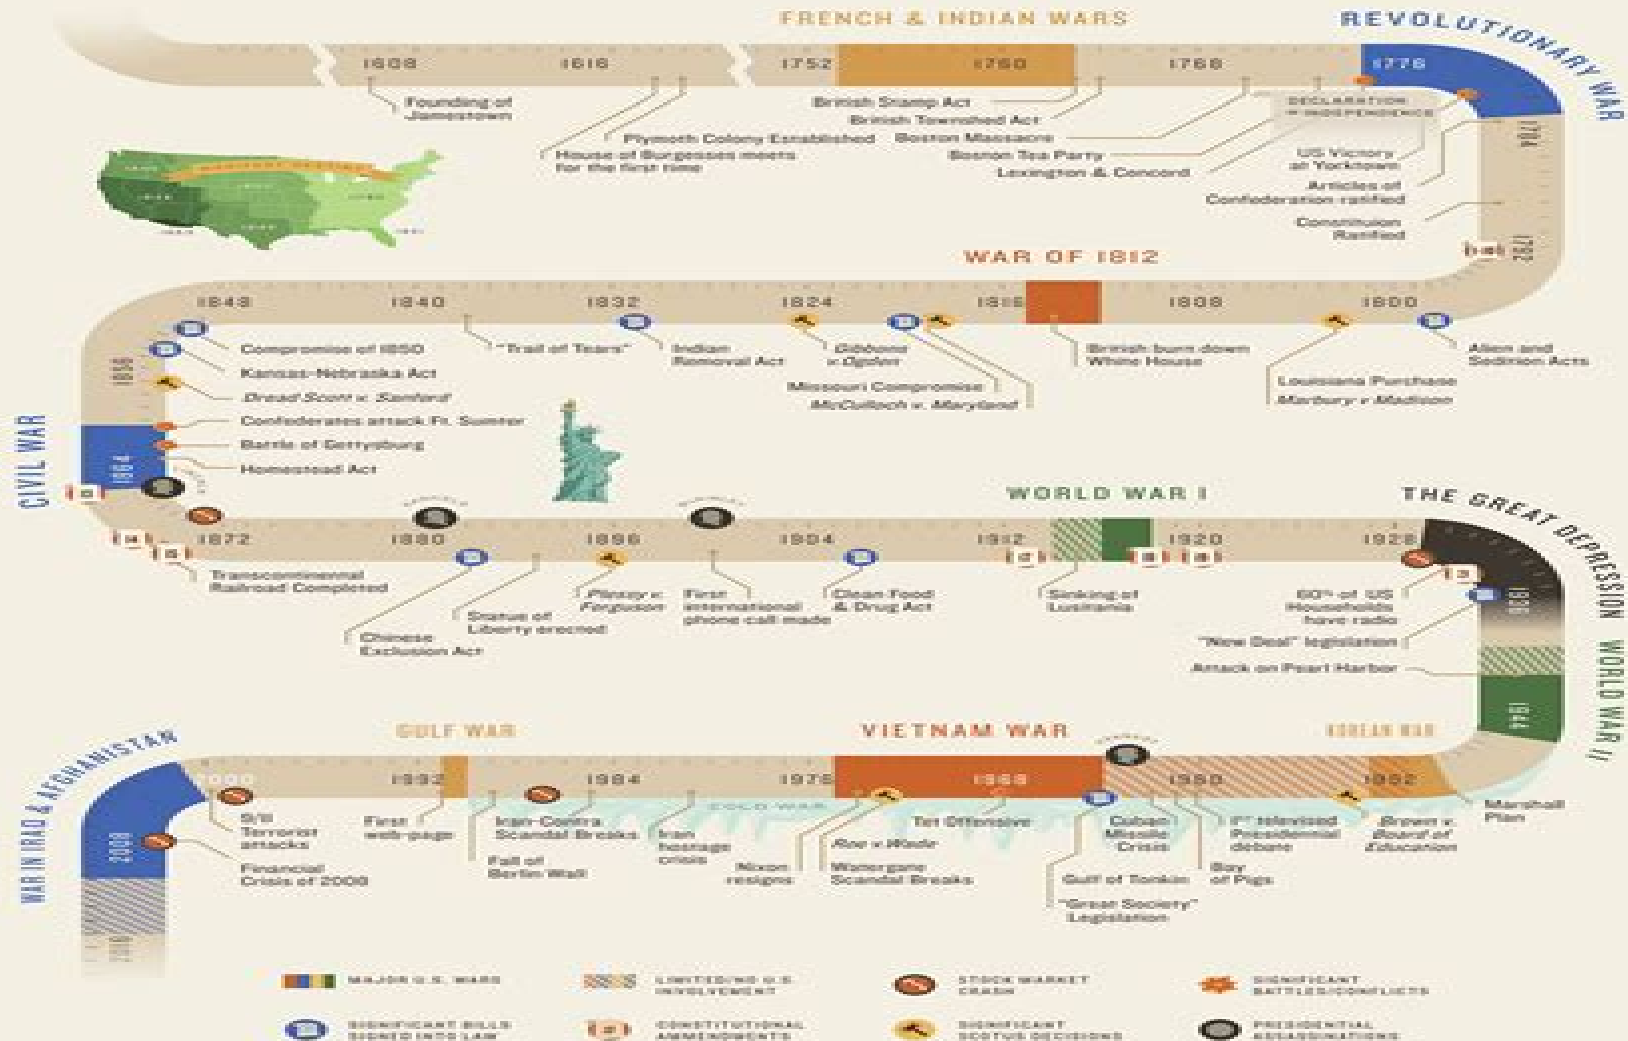 FRENCH & INDIAN WARS
REVOLUTIONARY WAR
1608
1616
1752
1760
1768
1776
Founding of
Jamestown
Plymoth Colony Established
House of Burgesses meets
for the first time
British Stamp Act
British Townshed Act
Boston Massacre
Boston Tea Party
Lexington & Concord
DECLARATION
INDEPENDENCE
US Victory
at Yorktown
Articles of
Confederation ratified
Ratified
1784
1792
WAR OF 1812
1848
1840
1832
1824
1816
1808
1800
Compromise of 1850
Kansas-Nebraska Act
Confederates attack Ft. Sumter
Battle of Gettysburg
Homestead Act
"Trail of Tears"
Indian
Removal Act
Gibbons
v Ogden
Missouri Compromise
McCulloch v. Maryland
British burn down
White House
Louisiana Purchase
Marbury v Madison
Alien and
Sedition Acts
1856
CIVIL WAR
1864
WORLD WAR I
THE GREAT DEPRESSION
1872
1880
1896
1904
1912
1920
1928
1936
Transcontinental
Railroad Completed
Chinese
Exclusion Act
Statue of
Liberty erected
Ferguson
First
international
phone call made
Clean Food
& Drug Act
Sinking of
Lusitania
60% of US
Households
have radio
"New Deal" legislation
Attack on Pearl Harbor
WORLD WAR II
1944
GULF WAR
VIETNAM WAR
KOREAN WAR
WAR IN IRAQ & AFGHANISTAN
2000
1992
1984
1976
1968
1960
COLD WAR
9/11
Terrorist
attacks
Financial
Crisis of 2008
First
web-page
Iran-Contra
Scandal Breaks
Fall of
Berlin Wall
Iran
hostage
crisis
Nixon
resigns
Roe v Wade
Scandal Breaks
Tet Offensive
Gulf of Tonkin
"Great Society"
Legislation
Cuban
Missile
Crisis
1st televised
Presidential
debate
Bay
of Pigs
Brown v.
Board of
Education
Marshall
Plan
2008
2016
MAJOR U.S. WARS
LIMITED/NO U.S
INVOLVEMENT
STOCK MARKET
CRASH
SIGNIFICANT
BATTLES/CONFLICTS
SIGNIFICANT BILLS
SIGNED INTO LAW
CONSTITUTIONAL
AMENDMENTS
SIGNIFICANT
SCOTUS DECISIONS
PRESIDENTIAL
ASSASSINATIONS